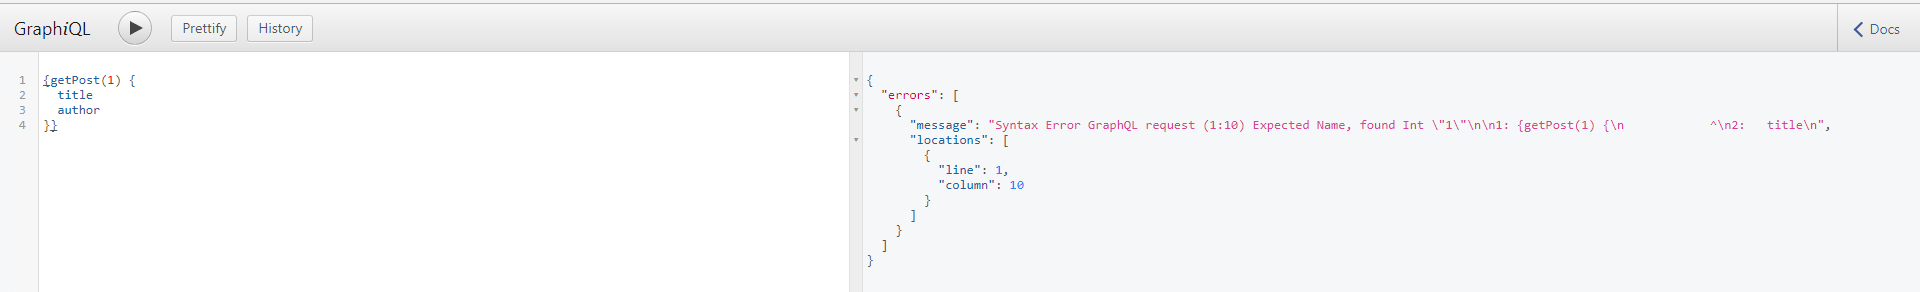 GraphiQL Prettify History Docs
1 {getPost(1) {
2   title
3   author
4 }}
{
  "errors": [
    {
      "message": "Syntax Error GraphQL request (1:10) Expected Name, found Int \"1\"\n\n1: {getPost(1) {\n            ^\n2:   title\n",
      "locations": [
        {
          "line": 1,
          "column": 10
        }
      ]
    }
  ]
}